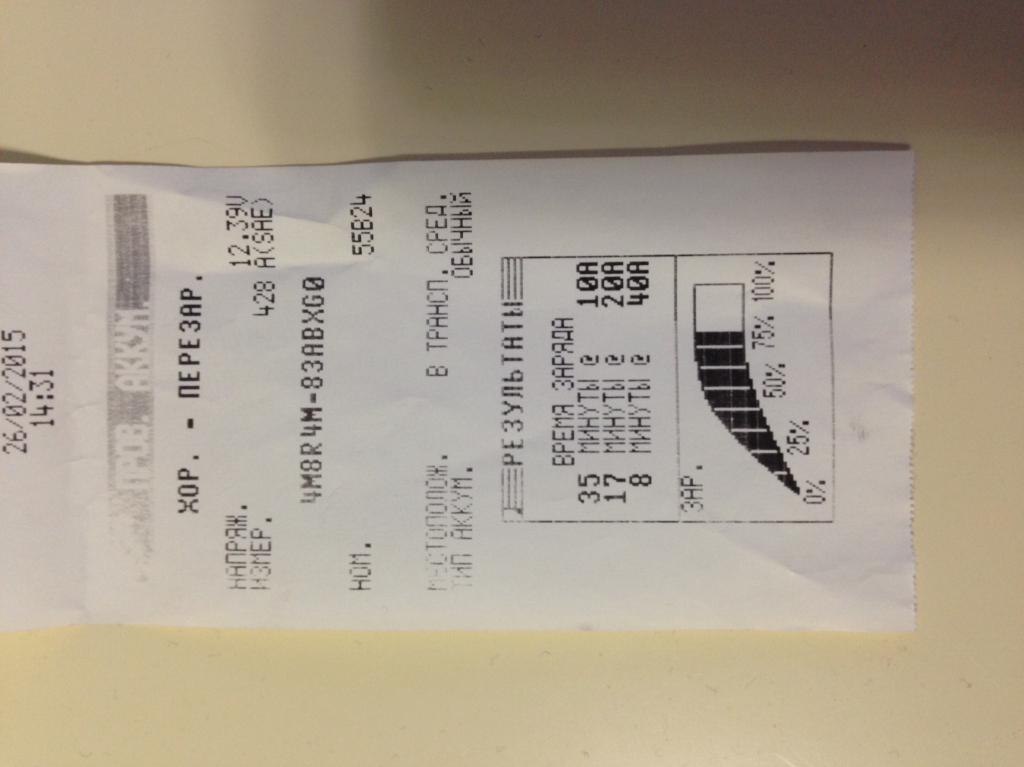 26/02/2015
14:31
АККУМ
ХОР. - ПЕРЕЗАР.
НАПРЯЖ. 12.39V
ИЗМЕР. 428 A(SAE)
4M8R4M-83ABXG0
НОМ. 55B24
МЕСТОПОЛОЖ. В ТРАНСП. СРЕД.
ТИП АККУМ. ОБЫЧНЫЙ
РЕЗУЛЬТАТЫ
ВРЕМЯ ЗАРЯДА
35 МИНУТЫ @ 10A
17 МИНУТЫ @ 20A
8 МИНУТЫ @ 40A
ЗАР.
0% 25% 50% 75% 100%